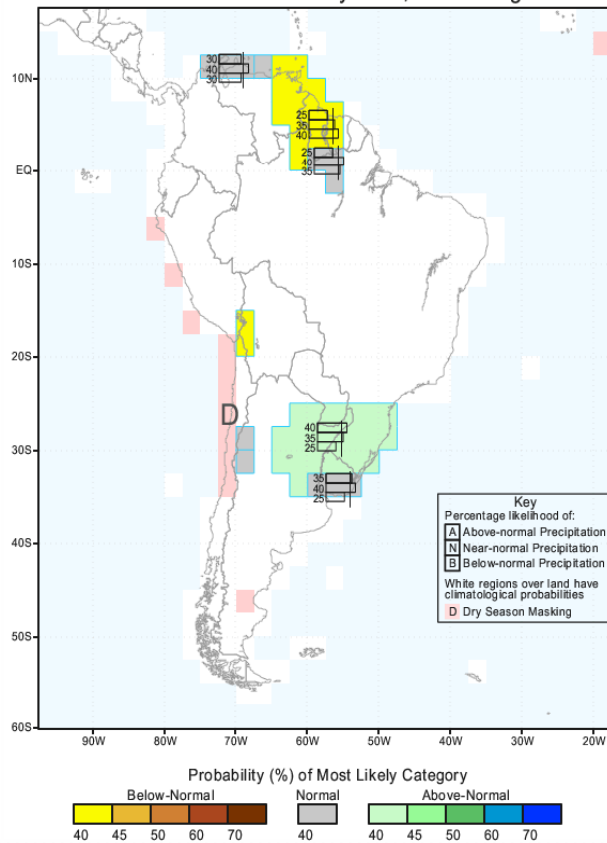 30
40
30
10N
25
35
40
25
40
35
EQ
10S
20S
D
40
35
25
30S
35
40
25
40S
50S
60S
90W
80W
70W
60W
50W
40W
30W
20W
Key
Percentage likelihood of:
A Above-normal Precipitation
N Near-normal Precipitation
B Below-normal Precipitation
White regions over land have
climatological probabilities
D Dry Season Masking
Probability (%) of Most Likely Category
Below-Normal Normal Above-Normal
40 45 50 60 70 40 40 45 50 60 70